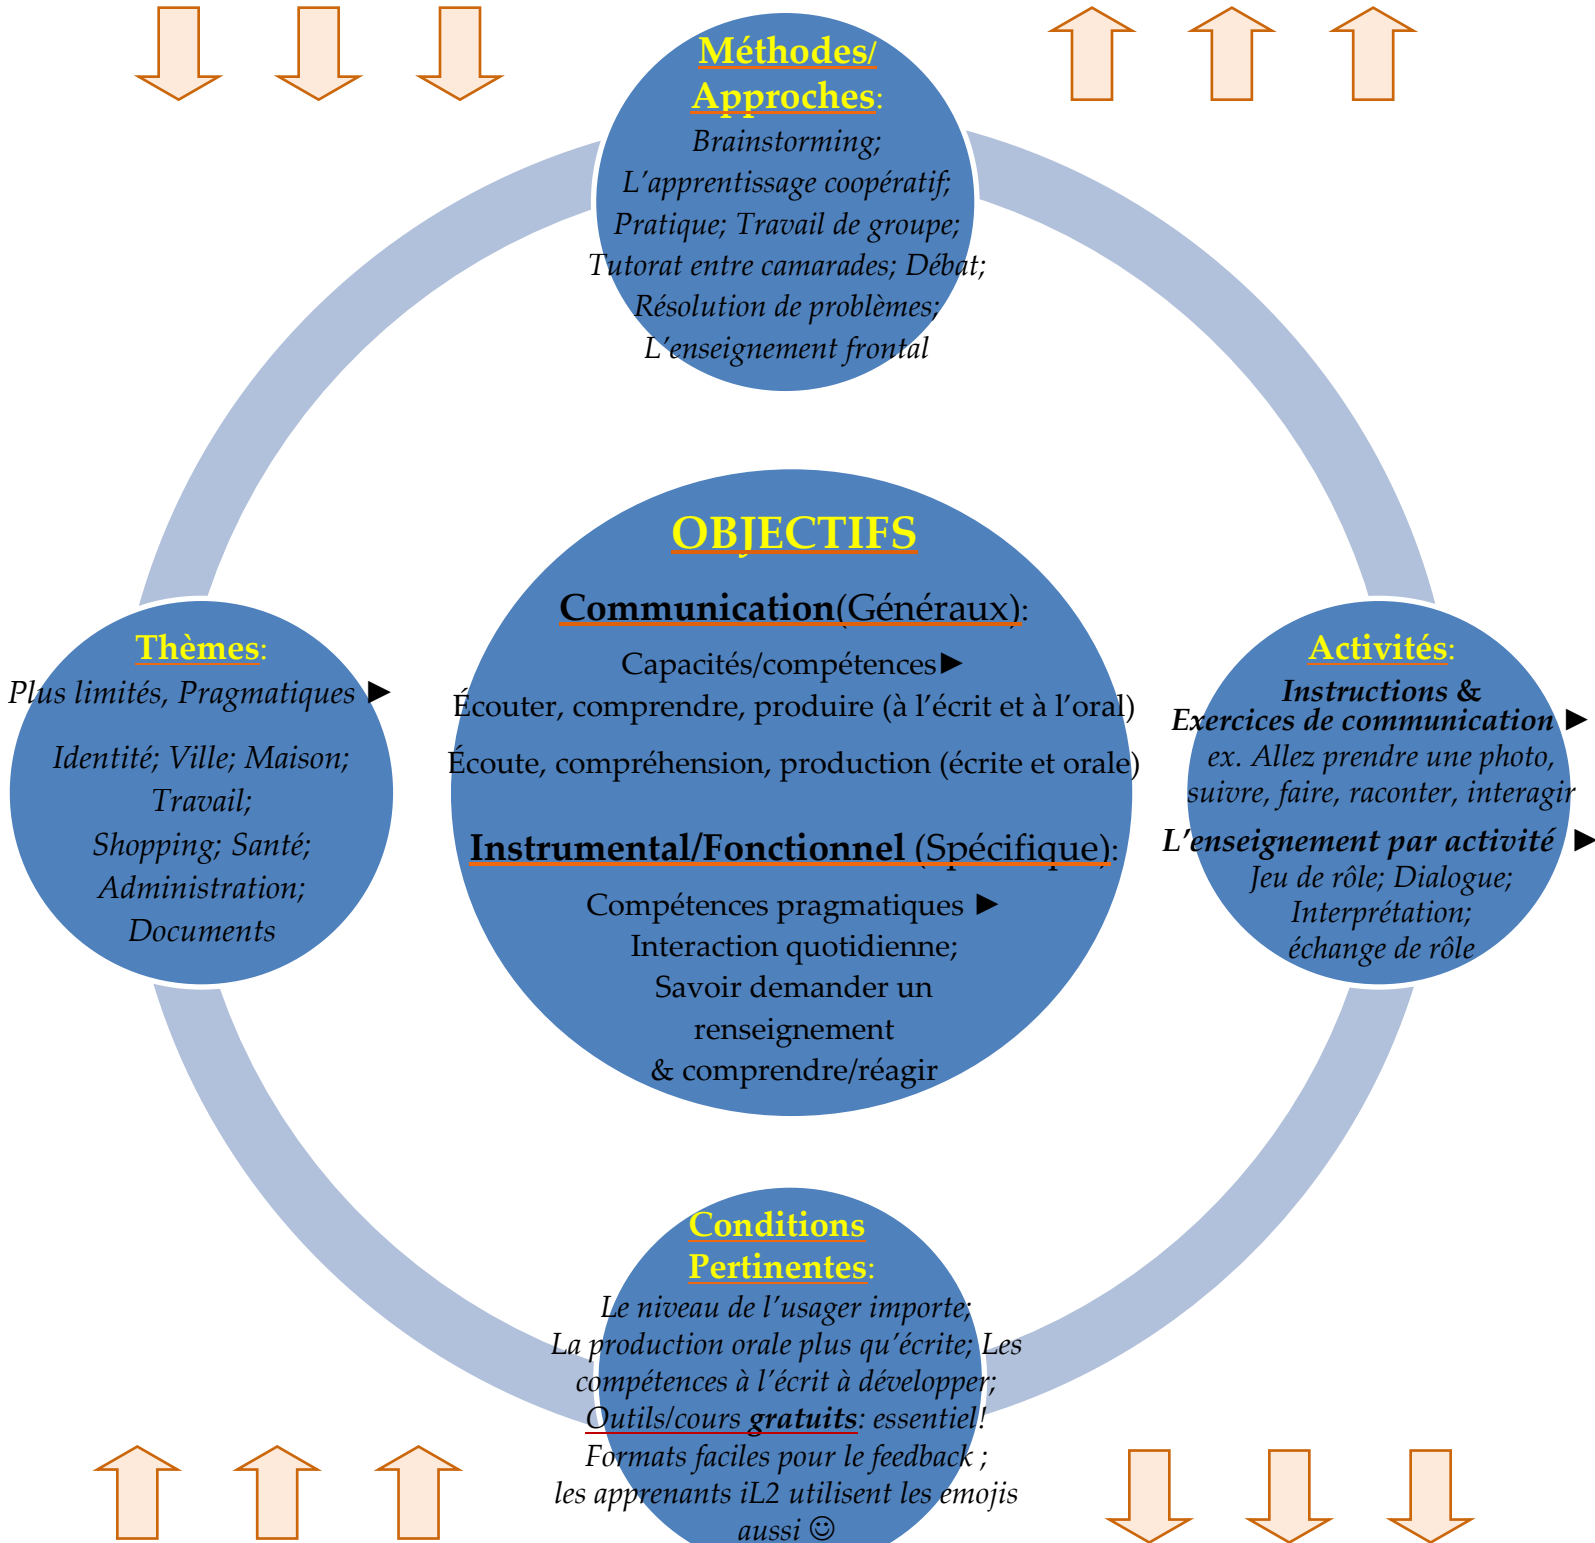 Méthodes/
Approches:
Brainstorming;
L'apprentissage coopératif;
Pratique; Travail de groupe;
Tutorat entre camarades; Débat;
Résolution de problèmes;
L'enseignement frontal
OBJECTIFS
Communication(Généraux):
Capacités/compétences►
Écouter, comprendre, produire (à l'écrit et à l'oral)
Écoute, compréhension, production (écrite et orale)
Instrumental/Fonctionnel (Spécifique):
Compétences pragmatiques ►
Interaction quotidienne;
Savoir demander un
renseignement
& comprendre/réagir
Thèmes:
Plus limités, Pragmatiques ►
Identité; Ville; Maison;
Travail;
Shopping; Santé;
Administration;
Documents
Activités:
Instructions &
Exercices de communication ►
ex. Allez prendre une photo,
suivre, faire, raconter, interagir
L'enseignement par activité ►
Jeu de rôle; Dialogue;
Interprétation;
échange de rôle
Conditions
Pertinentes:
Le niveau de l'usager importe;
La production orale plus qu'écrite; Les
compétences à l'écrit à développer;
Outils/cours gratuits: essentiel!
Formats faciles pour le feedback ;
les apprenants iL2 utilisent les emojis
aussi ☺